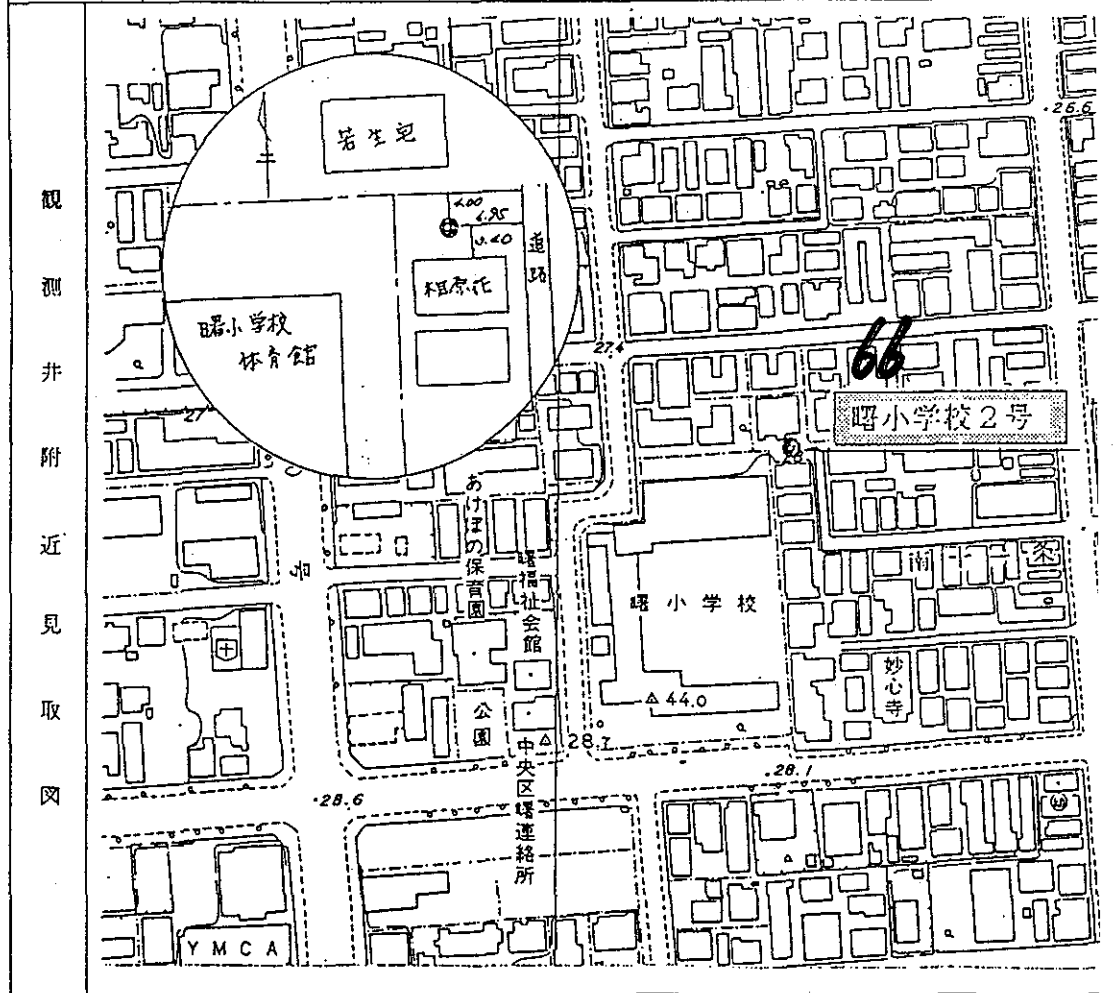 観測井附近見取図
若生宅
4.00
4.95
3.40
道路
相原宅
曙小学校
体育館
・26.6
27.4
66
曙小学校2号
27
あけぼの保育園
曙福祉会館
曙小学校
南十一条
妙心寺
△44.0
公園
中央区曙連絡所
△28.7
・28.1
・28.6
YMCA